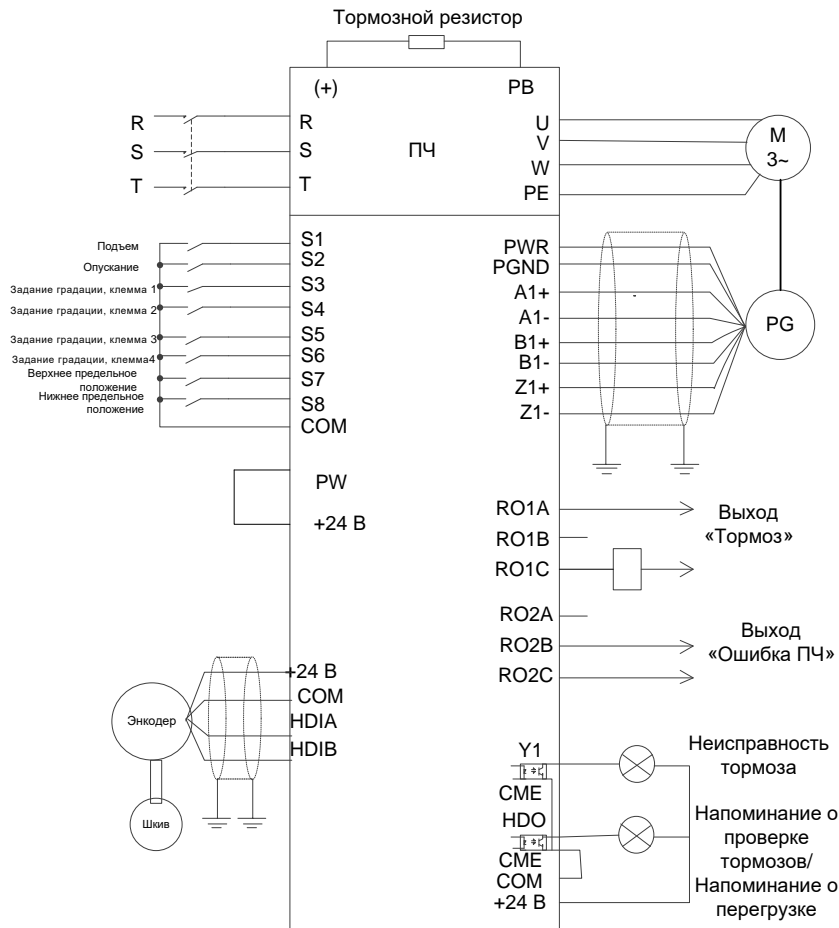 Тормозной резистор
(+)
PB
R
R
S
S
T
T
ПЧ
U
V
W
PE
M
3~
Подъем
S1
Опускание
S2
Задание градации, клемма 1
S3
Задание градации, клемма 2
S4
Задание градации, клемма 3
S5
Задание градации, клемма4
S6
Верхнее предельное
положение
S7
Нижнее предельное
положение
S8
COM
PW
+24 В
PWR
PGND
A1+
A1-
B1+
B1-
Z1+
Z1-
PG
RO1A
RO1B
RO1C
Выход
«Тормоз»
RO2A
RO2B
RO2C
Выход
«Ошибка ПЧ»
Энкодер
Шкив
+24 В
COM
HDIA
HDIB
Y1
CME
HDO
CME
COM
+24 В
Неисправность
тормоза
Напоминание о
проверке
тормозов/
Напоминание о
перегрузке